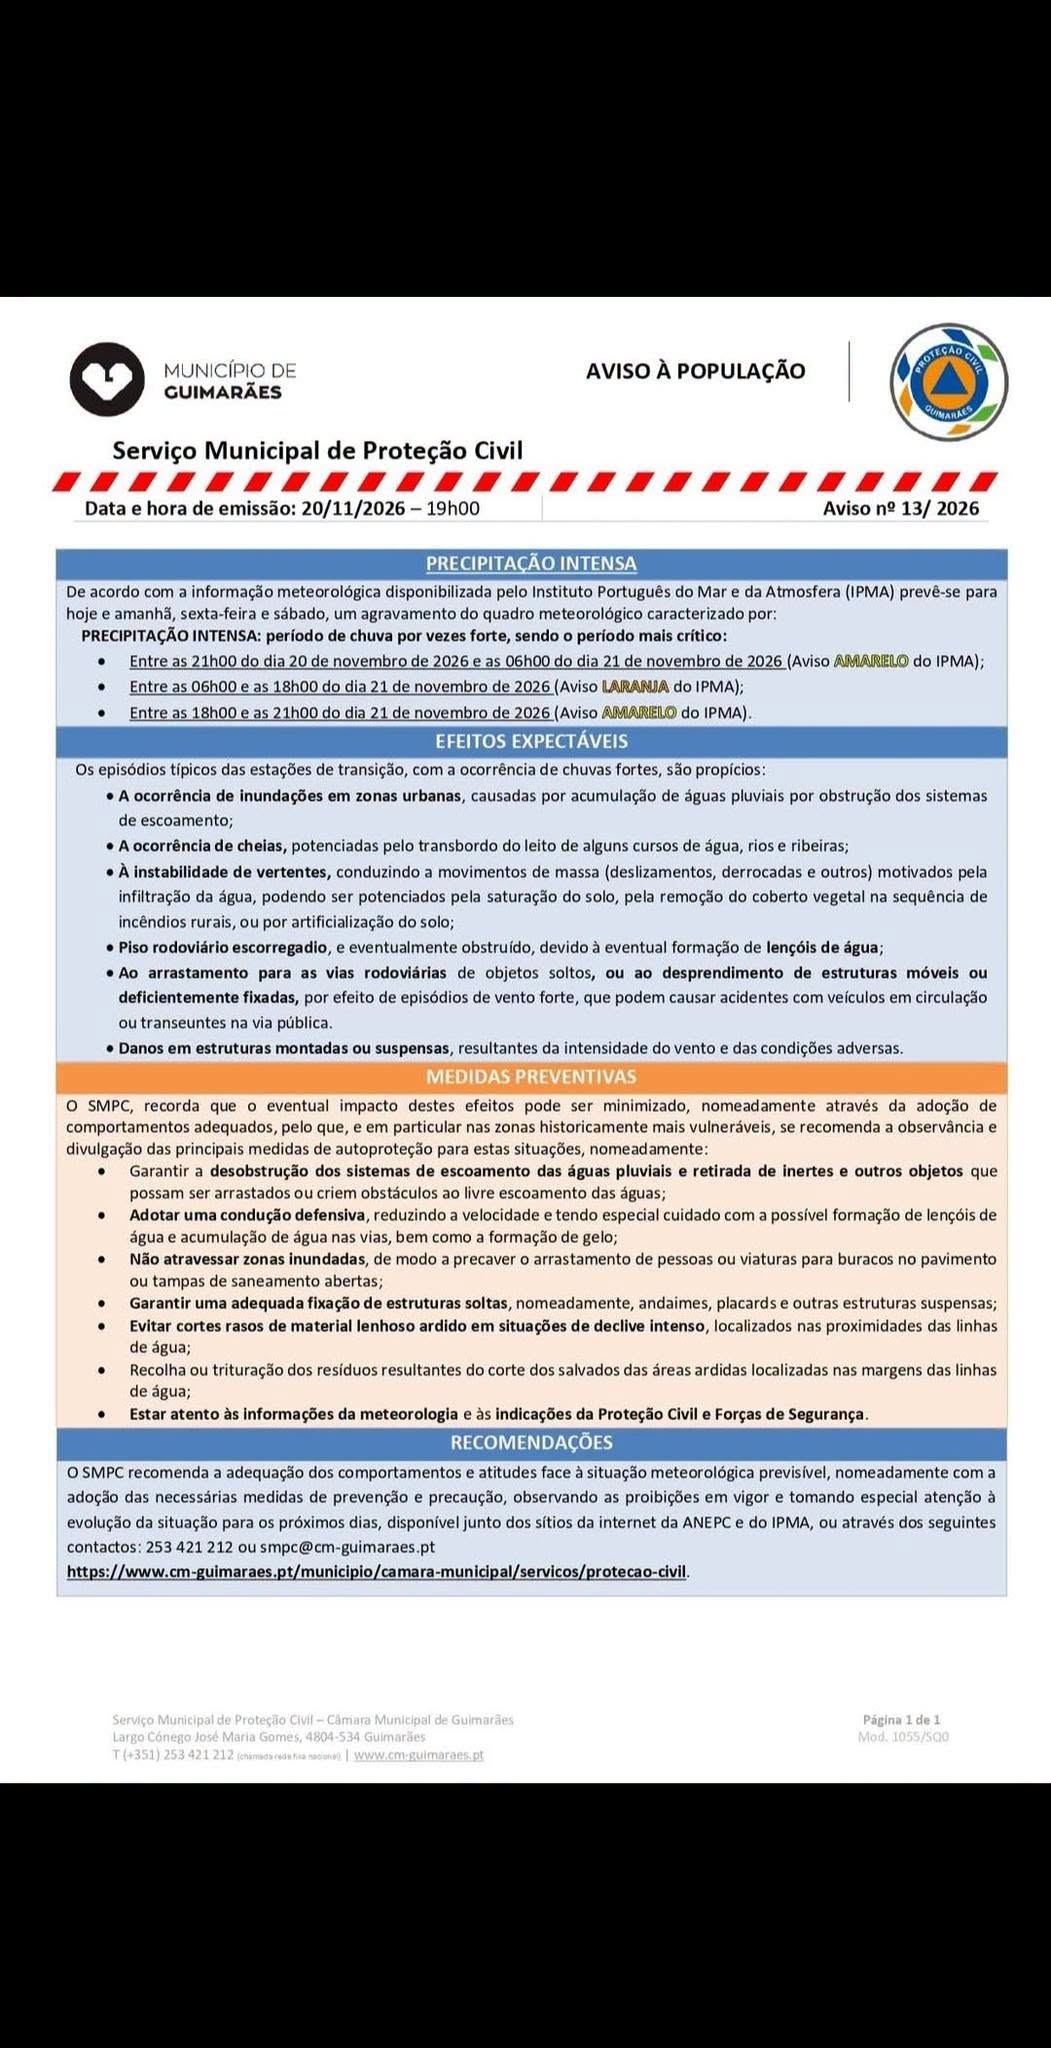 MUNICÍPIO DE
GUIMARÃES
AVISO À POPULAÇÃO
PROTEÇÃO CIVIL
GUIMARÃES
Serviço Municipal de Proteção Civil
Data e hora de emissão: 20/11/2026 – 19h00
Aviso nº 13/ 2026
PRECIPITAÇÃO INTENSA
De acordo com a informação meteorológica disponibilizada pelo Instituto Português do Mar e da Atmosfera (IPMA) prevê-se para
hoje e amanhã, sexta-feira e sábado, um agravamento do quadro meteorológico caracterizado por:
PRECIPITAÇÃO INTENSA: período de chuva por vezes forte, sendo o período mais crítico:
• Entre as 21h00 do dia 20 de novembro de 2026 e as 06h00 do dia 21 de novembro de 2026 (Aviso AMARELO do IPMA);
• Entre as 06h00 e as 18h00 do dia 21 de novembro de 2026 (Aviso LARANJA do IPMA);
• Entre as 18h00 e as 21h00 do dia 21 de novembro de 2026 (Aviso AMARELO do IPMA).
EFEITOS EXPECTÁVEIS
Os episódios típicos das estações de transição, com a ocorrência de chuvas fortes, são propícios:
• A ocorrência de inundações em zonas urbanas, causadas por acumulação de águas pluviais por obstrução dos sistemas
de escoamento;
• A ocorrência de cheias, potenciadas pelo transbordo do leito de alguns cursos de água, rios e ribeiras;
• À instabilidade de vertentes, conduzindo a movimentos de massa (deslizamentos, derrocadas e outros) motivados pela
infiltração da água, podendo ser potenciados pela saturação do solo, pela remoção do coberto vegetal na sequência de
incêndios rurais, ou por artificialização do solo;
• Piso rodoviário escorregadio, e eventualmente obstruído, devido à eventual formação de lençóis de água;
• Ao arrastamento para as vias rodoviárias de objetos soltos, ou ao desprendimento de estruturas móveis ou
deficientemente fixadas, por efeito de episódios de vento forte, que podem causar acidentes com veículos em circulação
ou transeuntes na via pública.
• Danos em estruturas montadas ou suspensas, resultantes da intensidade do vento e das condições adversas.
MEDIDAS PREVENTIVAS
O SMPC, recorda que o eventual impacto destes efeitos pode ser minimizado, nomeadamente através da adoção de
comportamentos adequados, pelo que, e em particular nas zonas historicamente mais vulneráveis, se recomenda a observância e
divulgação das principais medidas de autoproteção para estas situações, nomeadamente:
• Garantir a desobstrução dos sistemas de escoamento das águas pluviais e retirada de inertes e outros objetos que
possam ser arrastados ou criem obstáculos ao livre escoamento das águas;
• Adotar uma condução defensiva, reduzindo a velocidade e tendo especial cuidado com a possível formação de lençóis de
água e acumulação de água nas vias, bem como a formação de gelo;
• Não atravessar zonas inundadas, de modo a precaver o arrastamento de pessoas ou viaturas para buracos no pavimento
ou tampas de saneamento abertas;
• Garantir uma adequada fixação de estruturas soltas, nomeadamente, andaimes, placards e outras estruturas suspensas;
• Evitar cortes rasos de material lenhoso ardido em situações de declive intenso, localizados nas proximidades das linhas
de água;
• Recolha ou trituração dos resíduos resultantes do corte dos salvados das áreas ardidas localizadas nas margens das linhas
de água;
• Estar atento às informações da meteorologia e às indicações da Proteção Civil e Forças de Segurança.
RECOMENDAÇÕES
O SMPC recomenda a adequação dos comportamentos e atitudes face à situação meteorológica previsível, nomeadamente com a
adoção das necessárias medidas de prevenção e precaução, observando as proibições em vigor e tomando especial atenção à
evolução da situação para os próximos dias, disponível junto dos sítios da internet da ANEPC e do IPMA, ou através dos seguintes
contactos: 253 421 212 ou smpc@cm-guimaraes.pt
https://www.cm-guimaraes.pt/municipio/camara-municipal/servicos/protecao-civil.
Serviço Municipal de Proteção Civil – Câmara Municipal de Guimarães
Largo Cónego José Maria Gomes, 4804-534 Guimarães
T (+351) 253 421 212 (chamada rede fixa nacional) | www.cm-guimaraes.pt
Página 1 de 1
Mod. 1055/SQ0